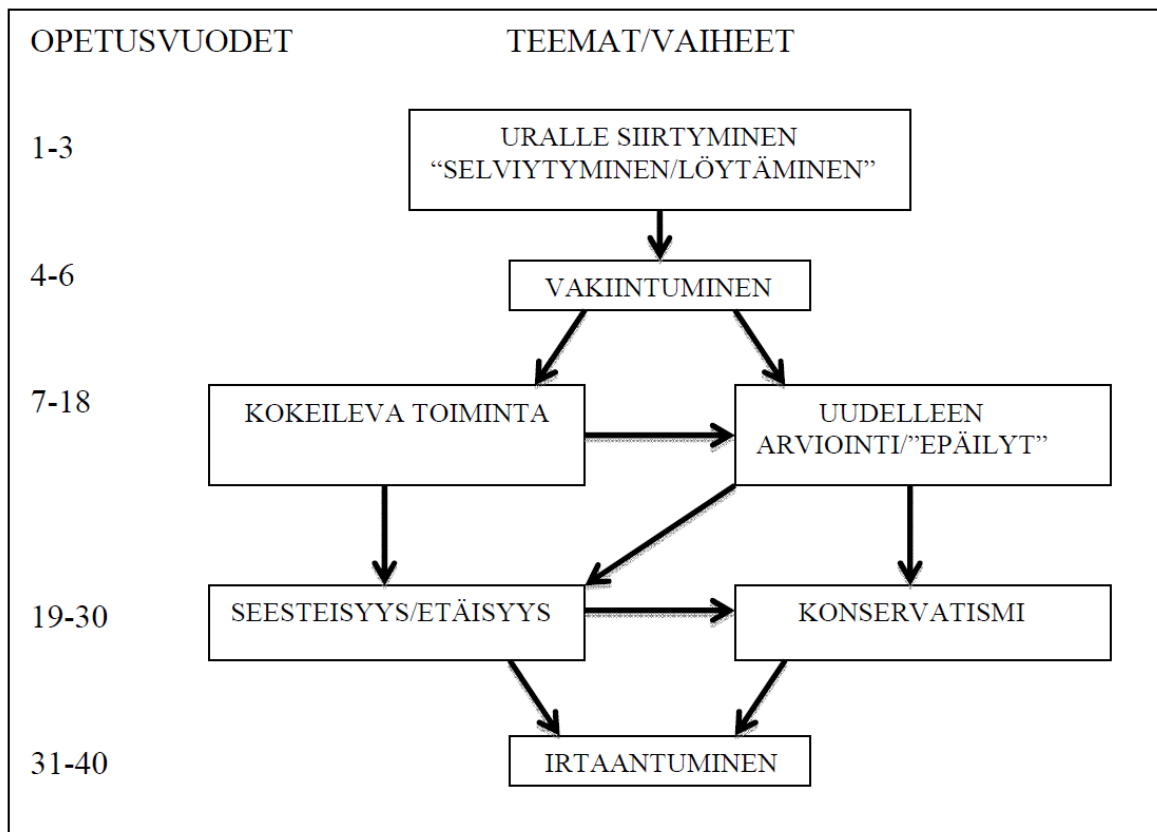 OPETUSVUODET TEEMAT/VAIHEET
1-3
URALLE SIIRTYMINEN
“SELVIYTYMINEN/LÖYTÄMINEN”
4-6
VAKIINTUMINEN
7-18
KOKEILEVA TOIMINTA
UUDELLEEN
ARVIOINTI/”EPÄILYT”
19-30
SEESTEISYYS/ETÄISYYS
KONSERVATISMI
31-40
IRTAANTUMINEN